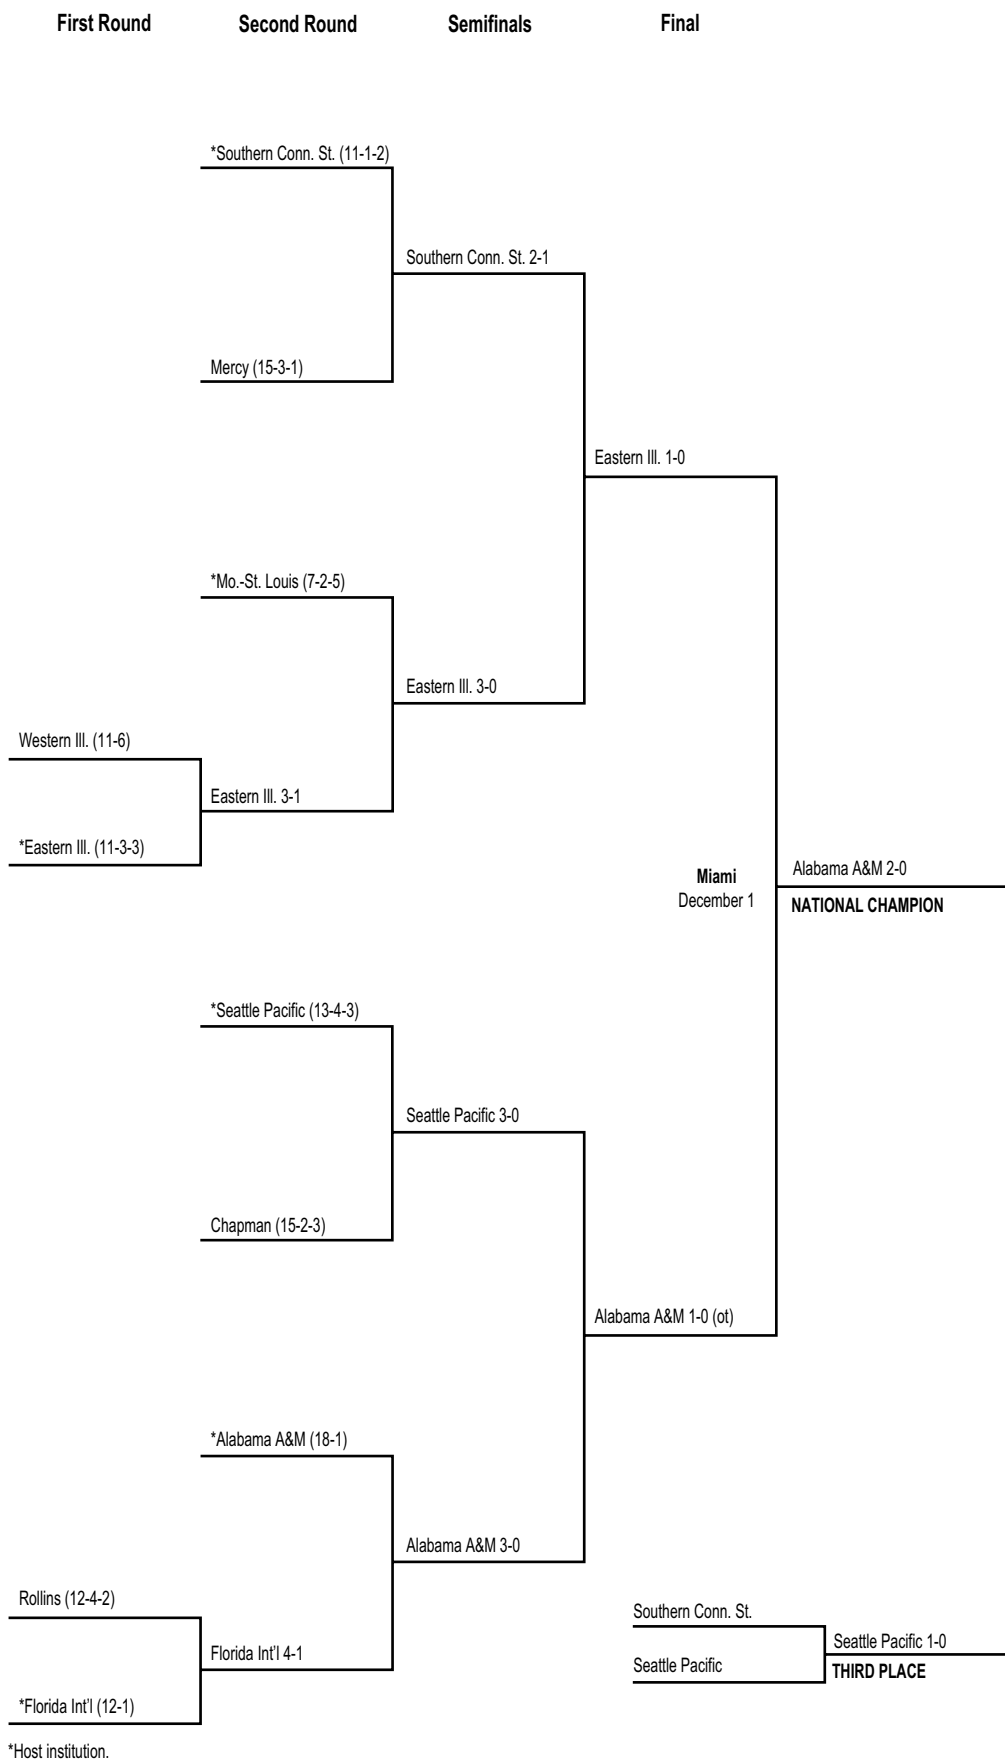 First Round Second Round Semifinals Final
*Southern Conn. St. (11-1-2)
Southern Conn. St. 2-1
Mercy (15-3-1)
Eastern Ill. 1-0
*Mo.-St. Louis (7-2-5)
Eastern Ill. 3-0
Western Ill. (11-6)
Eastern Ill. 3-1
*Eastern Ill. (11-3-3)
Miami
December 1
Alabama A&M 2-0
NATIONAL CHAMPION
*Seattle Pacific (13-4-3)
Seattle Pacific 3-0
Chapman (15-2-3)
Alabama A&M 1-0 (ot)
*Alabama A&M (18-1)
Alabama A&M 3-0
Rollins (12-4-2)
Florida Int'l 4-1
*Florida Int'l (12-1)
Southern Conn. St.
Seattle Pacific 1-0
Seattle Pacific
THIRD PLACE
*Host institution.